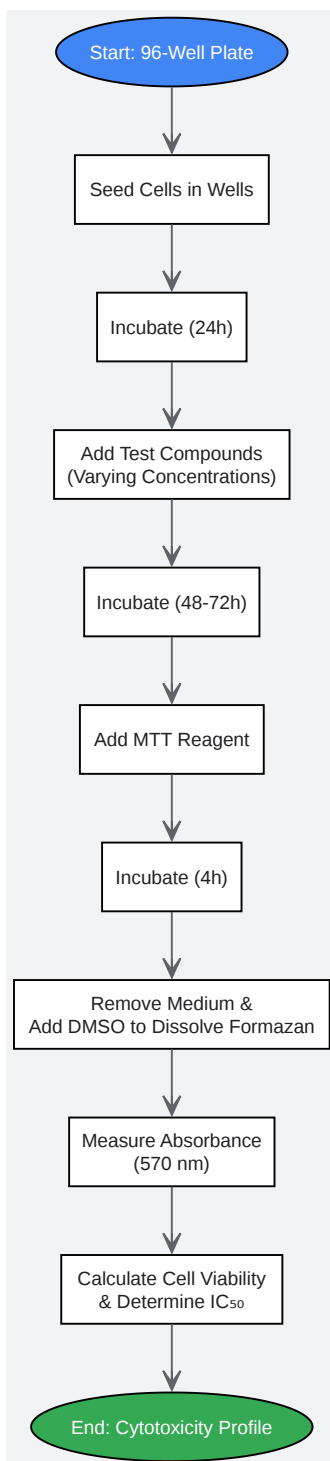 Start: 96-Well Plate
Seed Cells in Wells
Incubate (24h)
Add Test Compounds
(Varying Concentrations)
Incubate (48-72h)
Add MTT Reagent
Incubate (4h)
Remove Medium &
Add DMSO to Dissolve Formazan
Measure Absorbance
(570 nm)
Calculate Cell Viability
& Determine IC₅₀
End: Cytotoxicity Profile